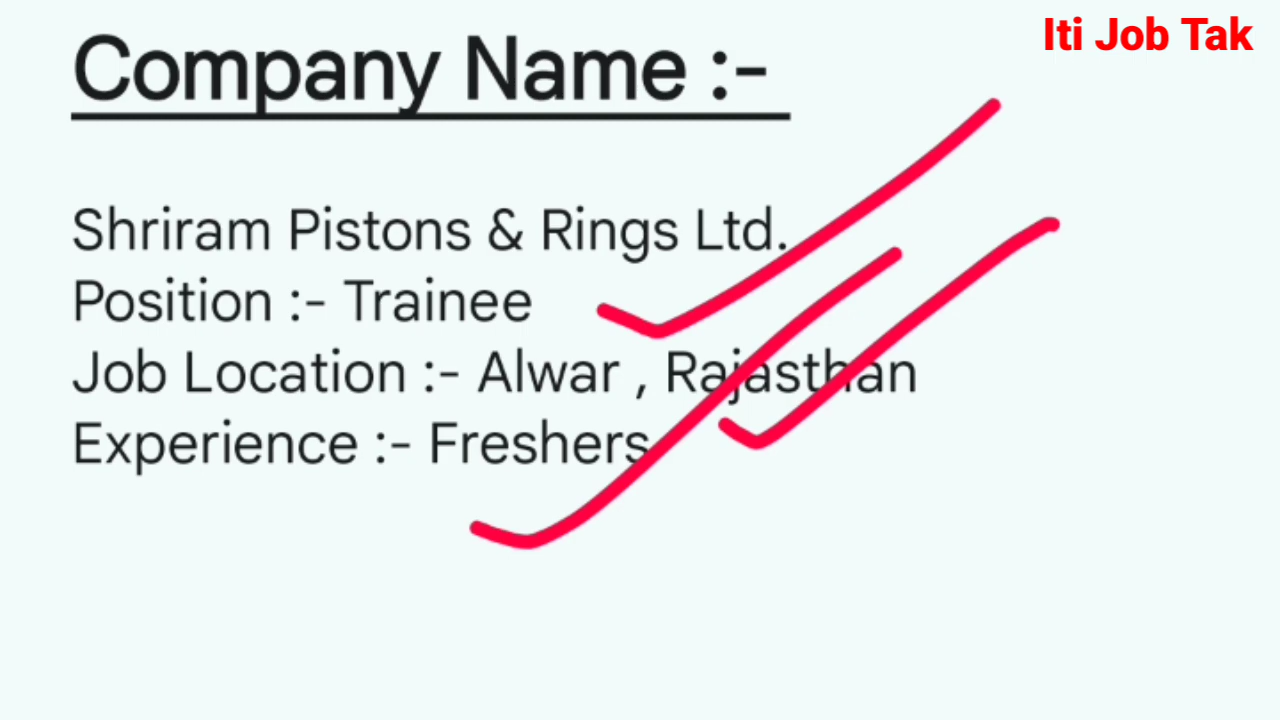 Iti Job Tak
Company Name :-
Shriram Pistons & Rings Ltd.
Position :- Trainee
Job Location :- Alwar , Rajasthan
Experience :- Freshers